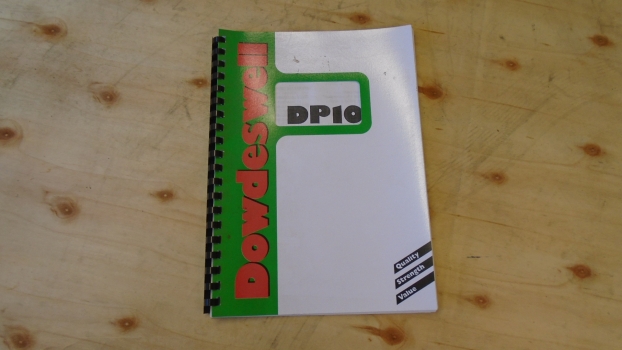 Dowdeswell
DP10
Quality
Strength
Value